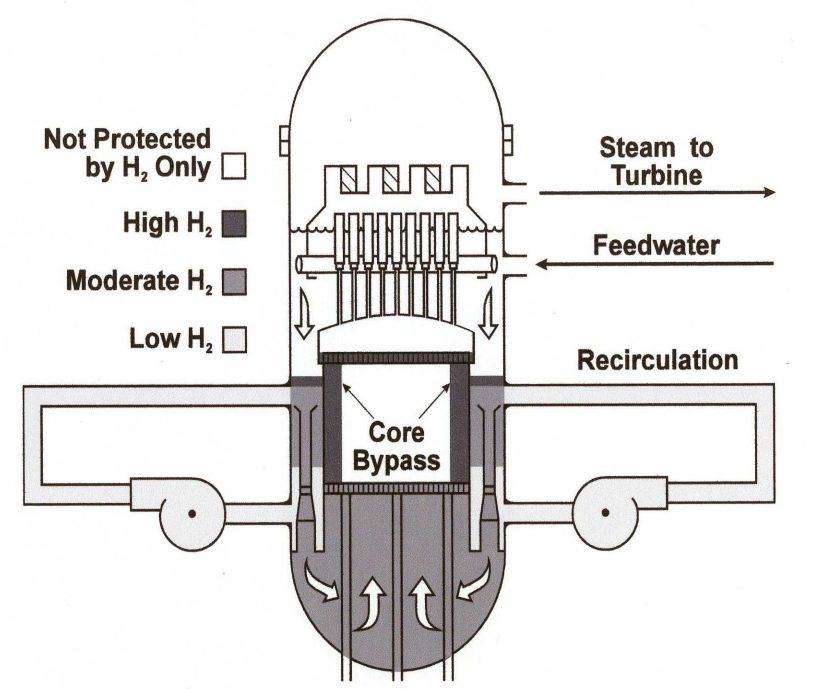 Not Protected
by H₂ Only
High H₂
Moderate H₂
Low H₂
Steam to
Turbine
Feedwater
Recirculation
Core
Bypass